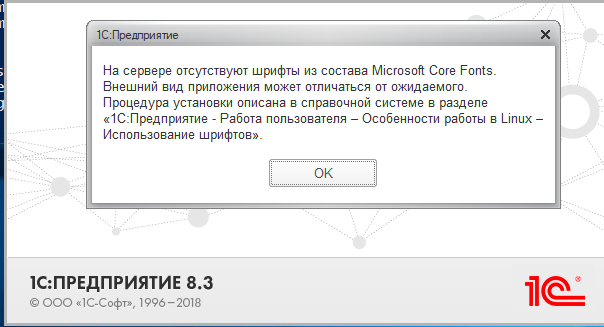 1С:Предприятие
На сервере отсутствуют шрифты из состава Microsoft Core Fonts.
Внешний вид приложения может отличаться от ожидаемого.
Процедура установки описана в справочной системе в разделе
«1С:Предприятие - Работа пользователя – Особенности работы в Linux –
Использование шрифтов».
OK
1С:ПРЕДПРИЯТИЕ 8.3
© ООО «1С-Софт», 1996–2018
1С®